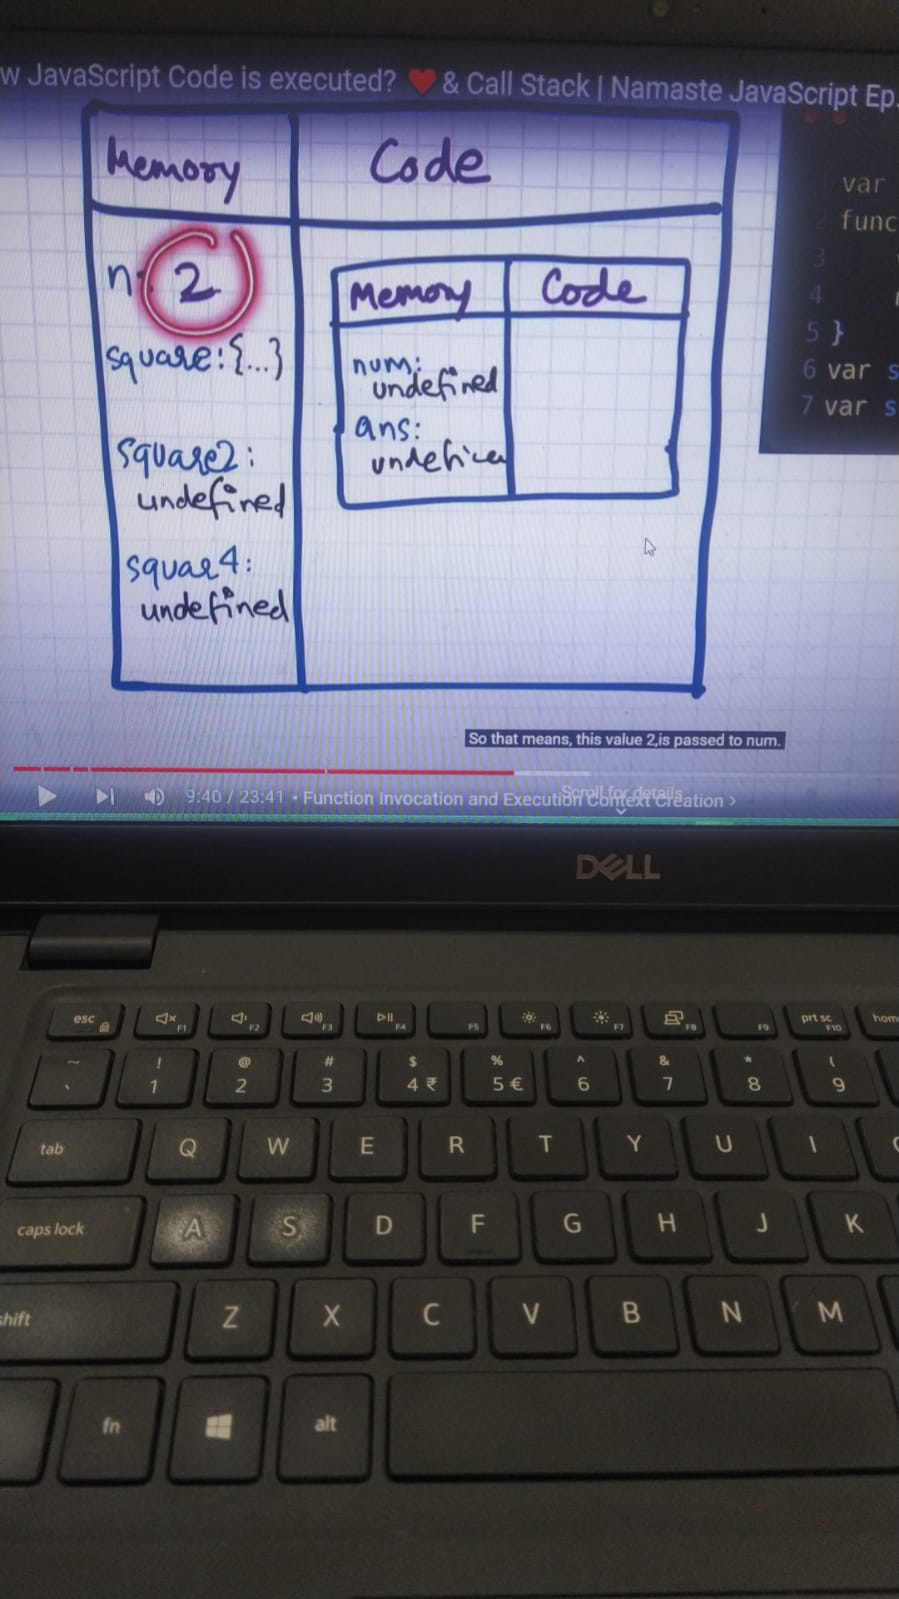 w JavaScript Code is executed? ❤️ & Call Stack | Namaste JavaScript Ep.
Memory Code
n: 2
square: {...}
square2:
undefined
squar4:
undefined
Memory Code
num:
undefined
ans:
var
func
3
4
5 }
6 var s
7 var s
So that means, this value 2,is passed to num.
9:40 / 23:41 • Function Invocation and Execution Context Creation >
Scroll for details
DELL
esc F1 F2 F3 F4 F5 F6 F7 F8 F9 prt sc F10 hom
~ ! @ # $ % ^ & * (
` 1 2 3 4 ₹ 5 € 6 7 8 9
tab Q W E R T Y U I
caps lock A S D F G H J K
shift Z X C V B N M
fn alt